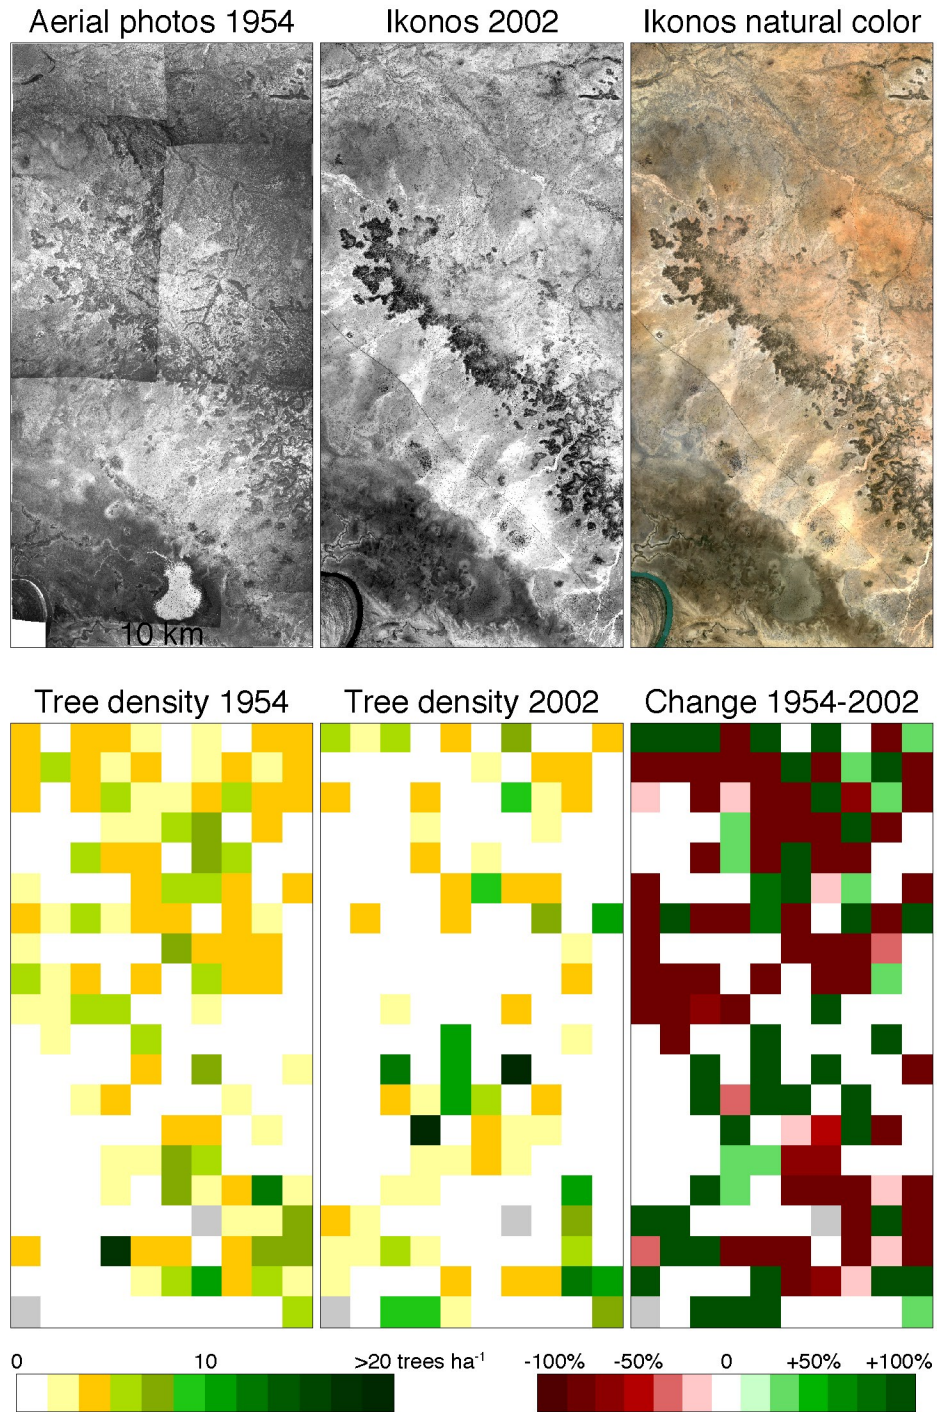 Aerial photos 1954 Ikonos 2002 Ikonos natural color
10 km
Tree density 1954 Tree density 2002 Change 1954-2002
0 10 >20 trees ha-1 -100% -50% 0 +50% +100%